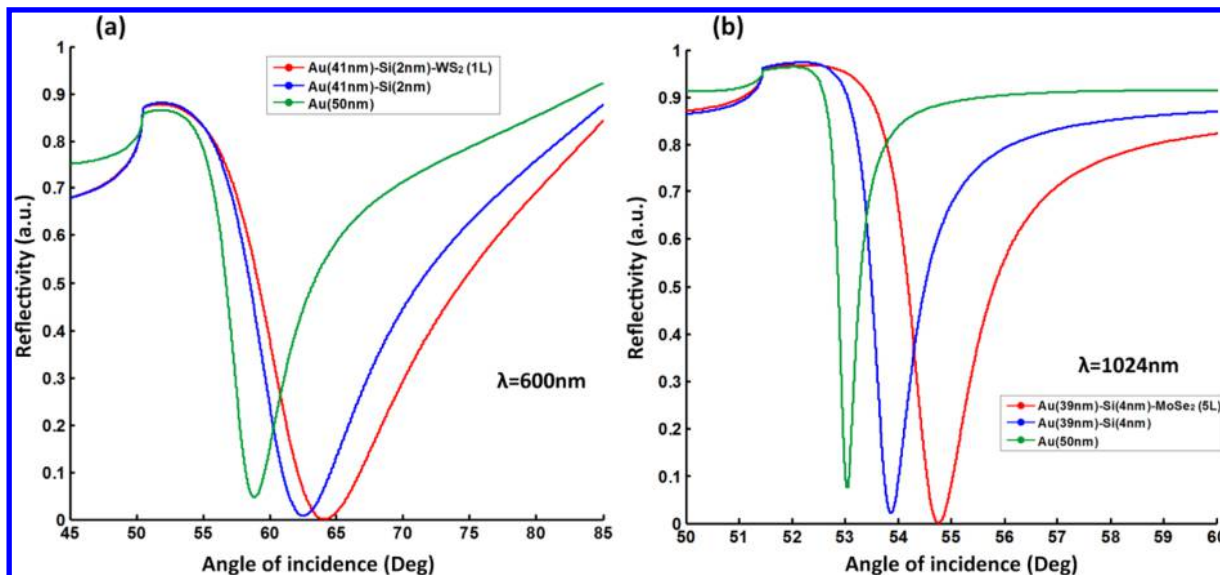 (a)
1
0.9
0.8
0.7
0.6
0.5
0.4
0.3
0.2
0.1
0
Reflectivity (a.u.)
Au(41nm)-Si(2nm)-WS₂ (1L)
Au(41nm)-Si(2nm)
Au(50nm)
λ=600nm
45 50 55 60 65 70 75 80 85
Angle of incidence (Deg)
(b)
1
0.9
0.8
0.7
0.6
0.5
0.4
0.3
0.2
0.1
0
Reflectivity (a.u.)
λ=1024nm
Au(39nm)-Si(4nm)-MoSe₂ (5L)
Au(39nm)-Si(4nm)
Au(50nm)
50 51 52 53 54 55 56 57 58 59 60
Angle of incidence (Deg)